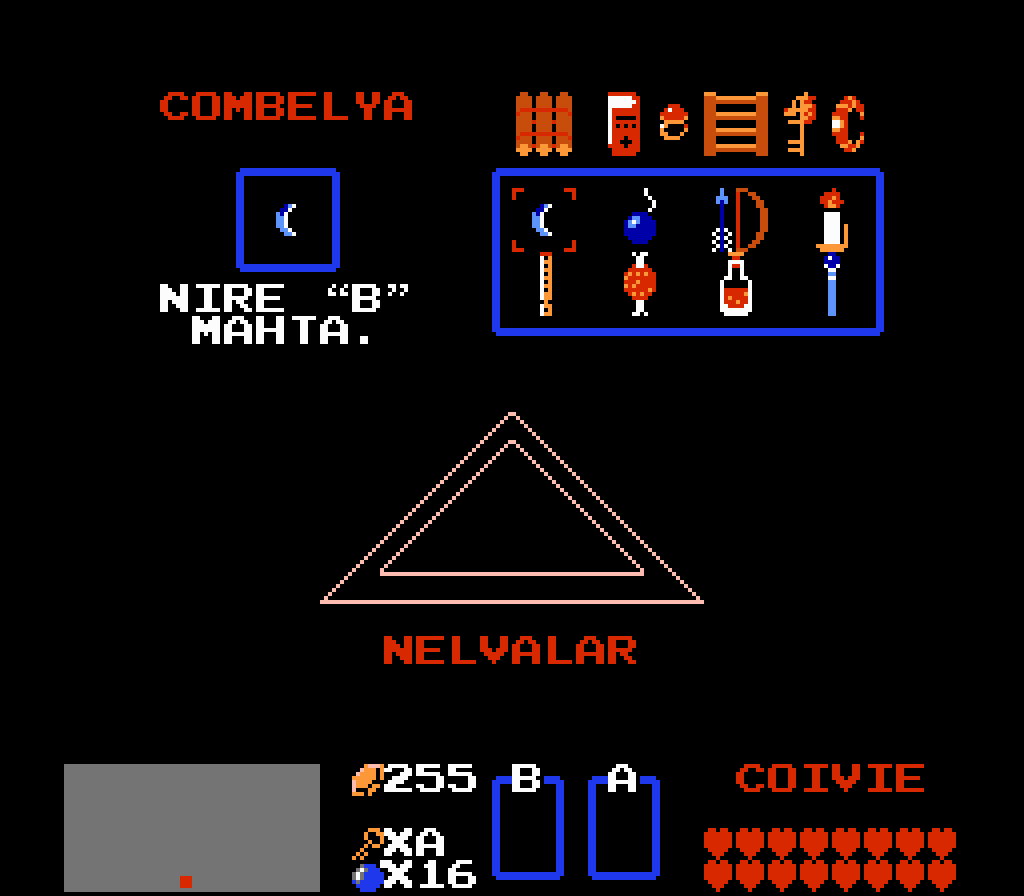 COMBELYA
NIRE “B”
MAHTA.
NELVALAR
255
B
A
COIVIE
XA
X16